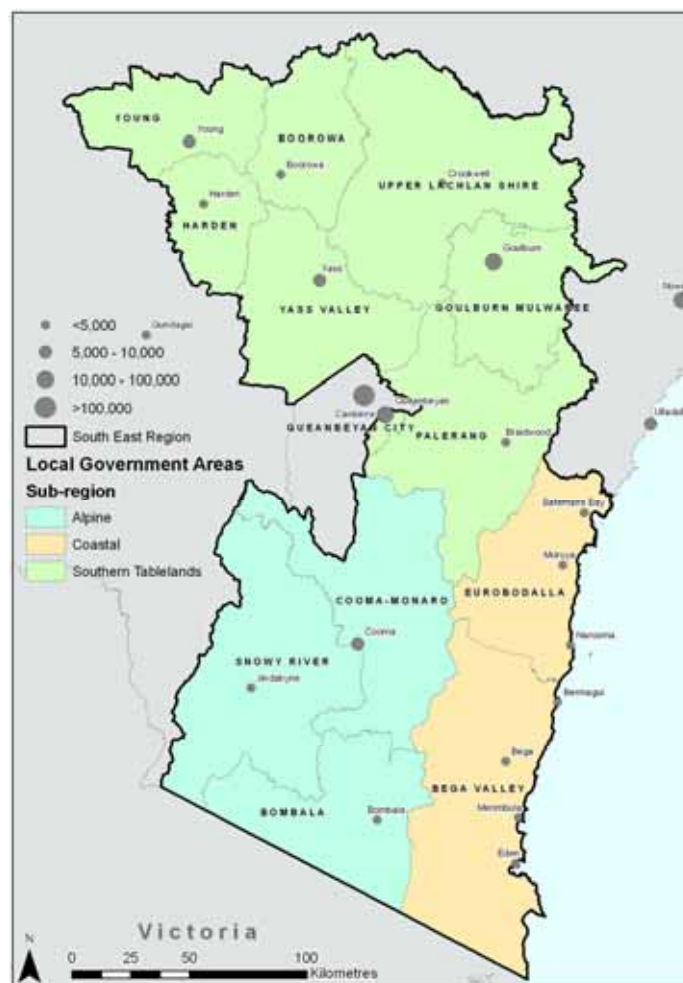 YOUNG
Young
BOOROWA
Boorowa
Crookwell
UPPER LACHLAN SHIRE
Harden
HARDEN
Goulburn
Yass
YASS VALLEY
GOULBURN MULWAREE
<5,000
Gundagai
5,000 - 10,000
10,000 - 100,000
>100,000
Queanbeyan
Canberra
QUEANBEYAN CITY
PALERANG
Braidwood
Ulladulla
South East Region
Local Government Areas
Sub-region
Alpine
Coastal
Southern Tablelands
Batemans Bay
Moruya
EUROBODALLA
COOMA-MONARO
Cooma
Narooma
SNOWY RIVER
Jindabyne
Bermagui
Bega
BEGA VALLEY
BOMBALA
Bombala
Merimbula
Eden
Victoria
N
0 25 50 100
Kilometres